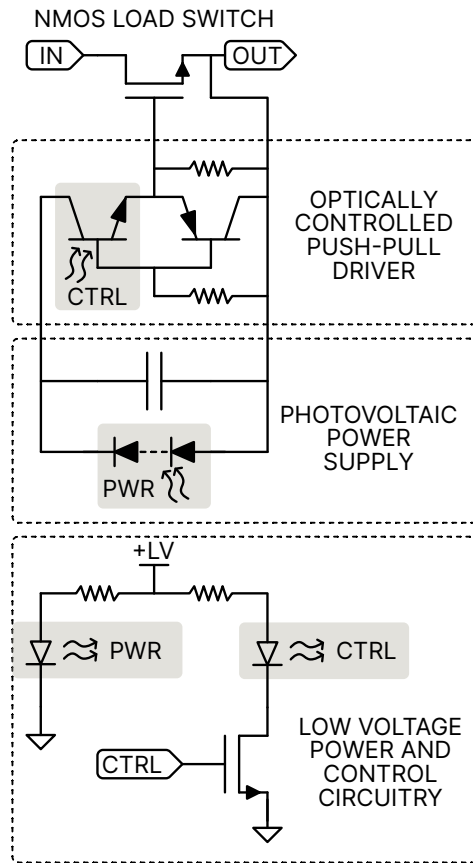 NMOS LOAD SWITCH
IN
OUT
OPTICALLY
CONTROLLED
PUSH-PULL
DRIVER
CTRL
PHOTOVOLTAIC
POWER
SUPPLY
PWR
+LV
PWR
CTRL
CTRL
LOW VOLTAGE
POWER AND
CONTROL
CIRCUITRY